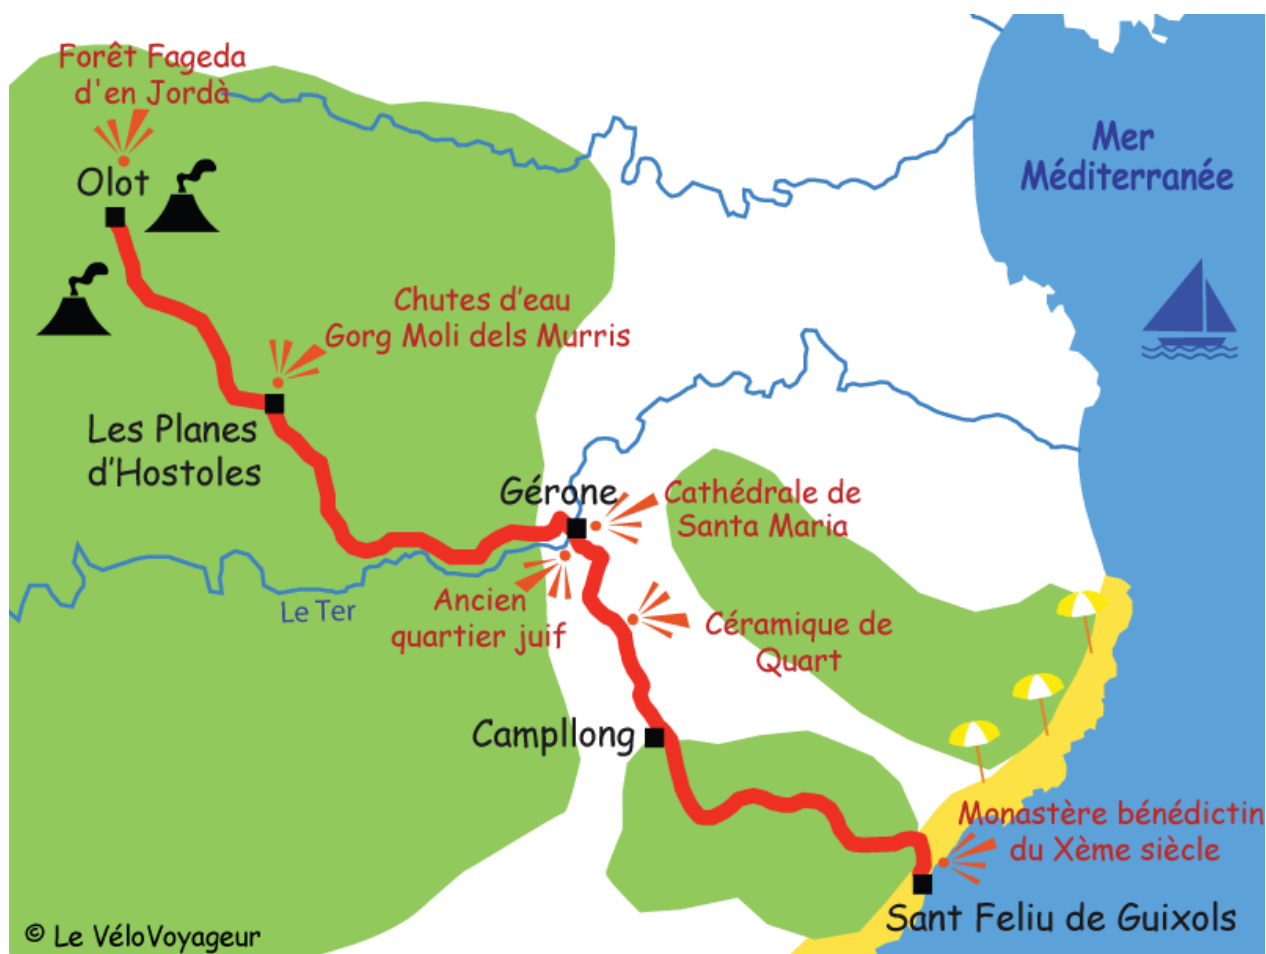 Forêt Fageda
d'en Jordà
Olot
Mer
Méditerranée
Chutes d'eau
Gorg Moli dels Murris
Les Planes
d'Hostoles
Gérone
Cathédrale de
Santa Maria
Le Ter
Ancien
quartier juif
Céramique de
Quart
Campllong
Monastère bénédictin
du Xème siècle
Sant Feliu de Guixols
© Le VéloVoyageur